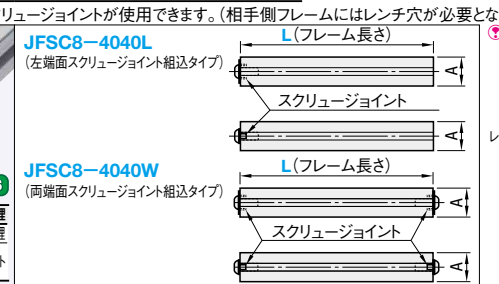 リュージョイントが使用できます。(相手側フレームにはレンチ穴が必要とな
JFSC8−4040L
(左端面スクリュージョイント組込タイプ)
L(フレーム長さ)
A
スクリュージョイント
A
レ
JFSC8−4040W
(両端面スクリュージョイント組込タイプ)
L(フレーム長さ)
A
スクリュージョイント
A
ト